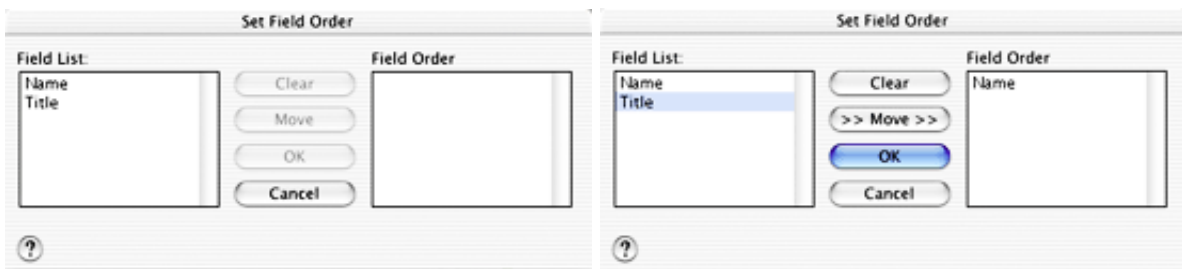 Set Field Order
Field List:
Field Order
Name
Title
Clear
Move
OK
Cancel
?
Set Field Order
Field List:
Field Order
Name
Title
Clear
>> Move >>
OK
Cancel
Name
?